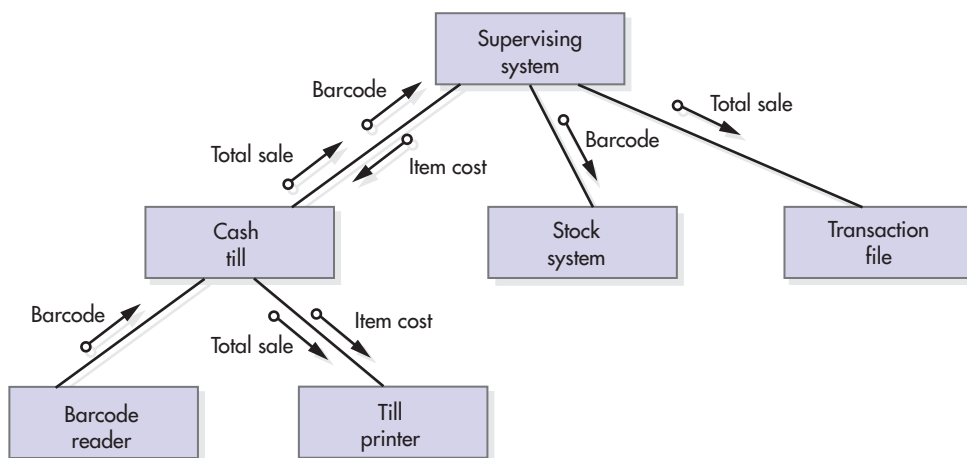 Supervising
system
Barcode
Total sale
Total sale
Barcode
Item cost
Cash
till
Stock
system
Transaction
file
Barcode
Item cost
Total sale
Barcode
reader
Till
printer